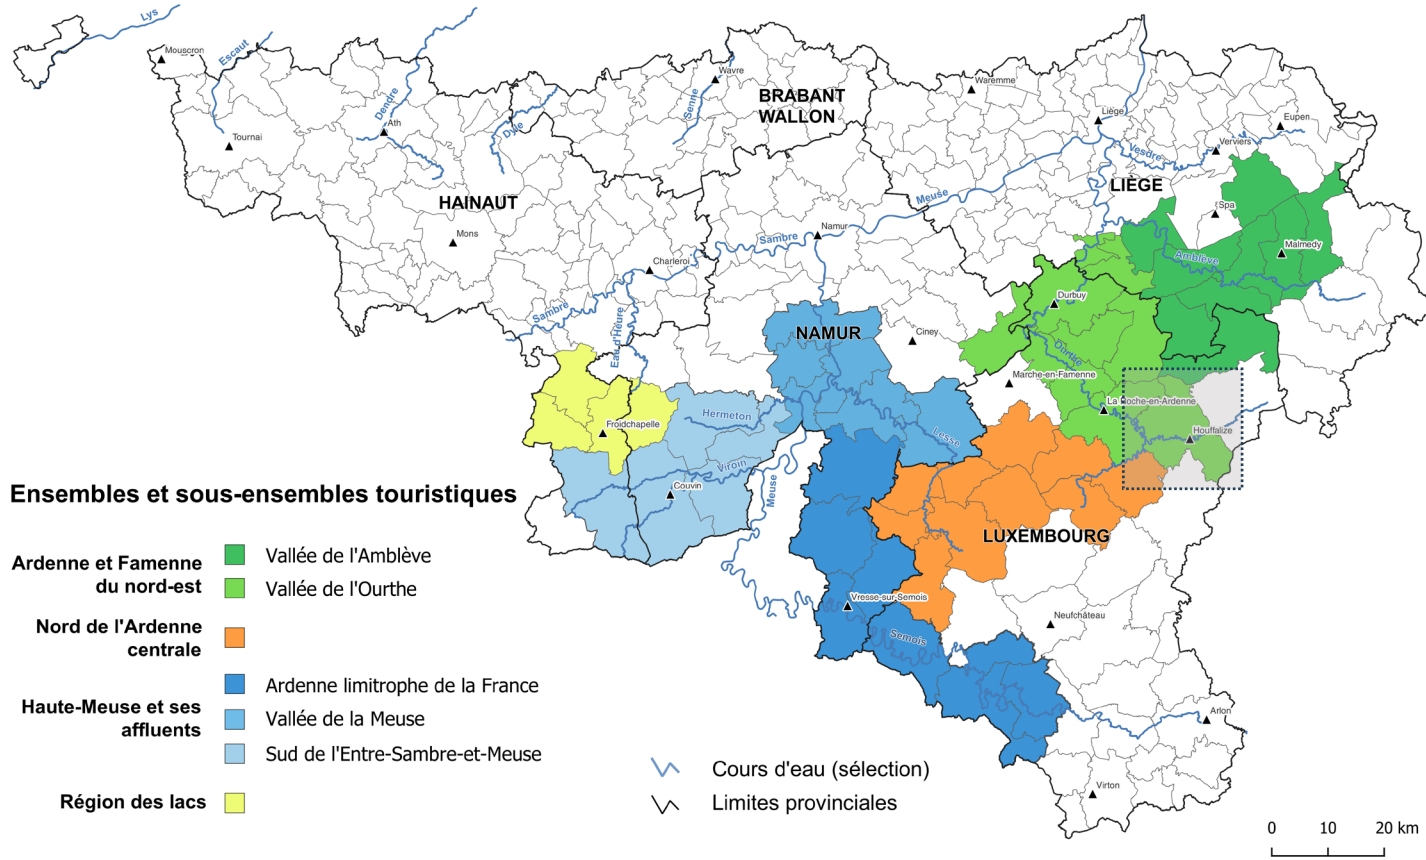 Lys
Mouscron
Escaut
Tournai
Dendre
Ath
Dyle
Senne
Wavre
BRABANT
WALLON
Waremme
Liège
Eupen
Vesdre
Verviers
LIÈGE
HAINAUT
Mons
Meuse
Spa
Namur
Sambre
Charleroi
Malmedy
Amblève
Durbuy
Sambre
Eau d'Heure
NAMUR
Ciney
Ourthe
Marche-en-Famenne
La Roche-en-Ardenne
Hermeton
Froidchapelle
Lesse
Houffalize
Viroin
Couvin
Meuse
LUXEMBOURG
Vresse-sur-Semois
Neufchâteau
Semois
Arlon
Virton
Ensembles et sous-ensembles touristiques
Ardenne et Famenne
du nord-est
Vallée de l'Amblève
Vallée de l'Ourthe
Nord de l'Ardenne
centrale
Haute-Meuse et ses
affluents
Ardenne limitrophe de la France
Vallée de la Meuse
Sud de l'Entre-Sambre-et-Meuse
Région des lacs
Cours d'eau (sélection)
Limites provinciales
0 10 20 km